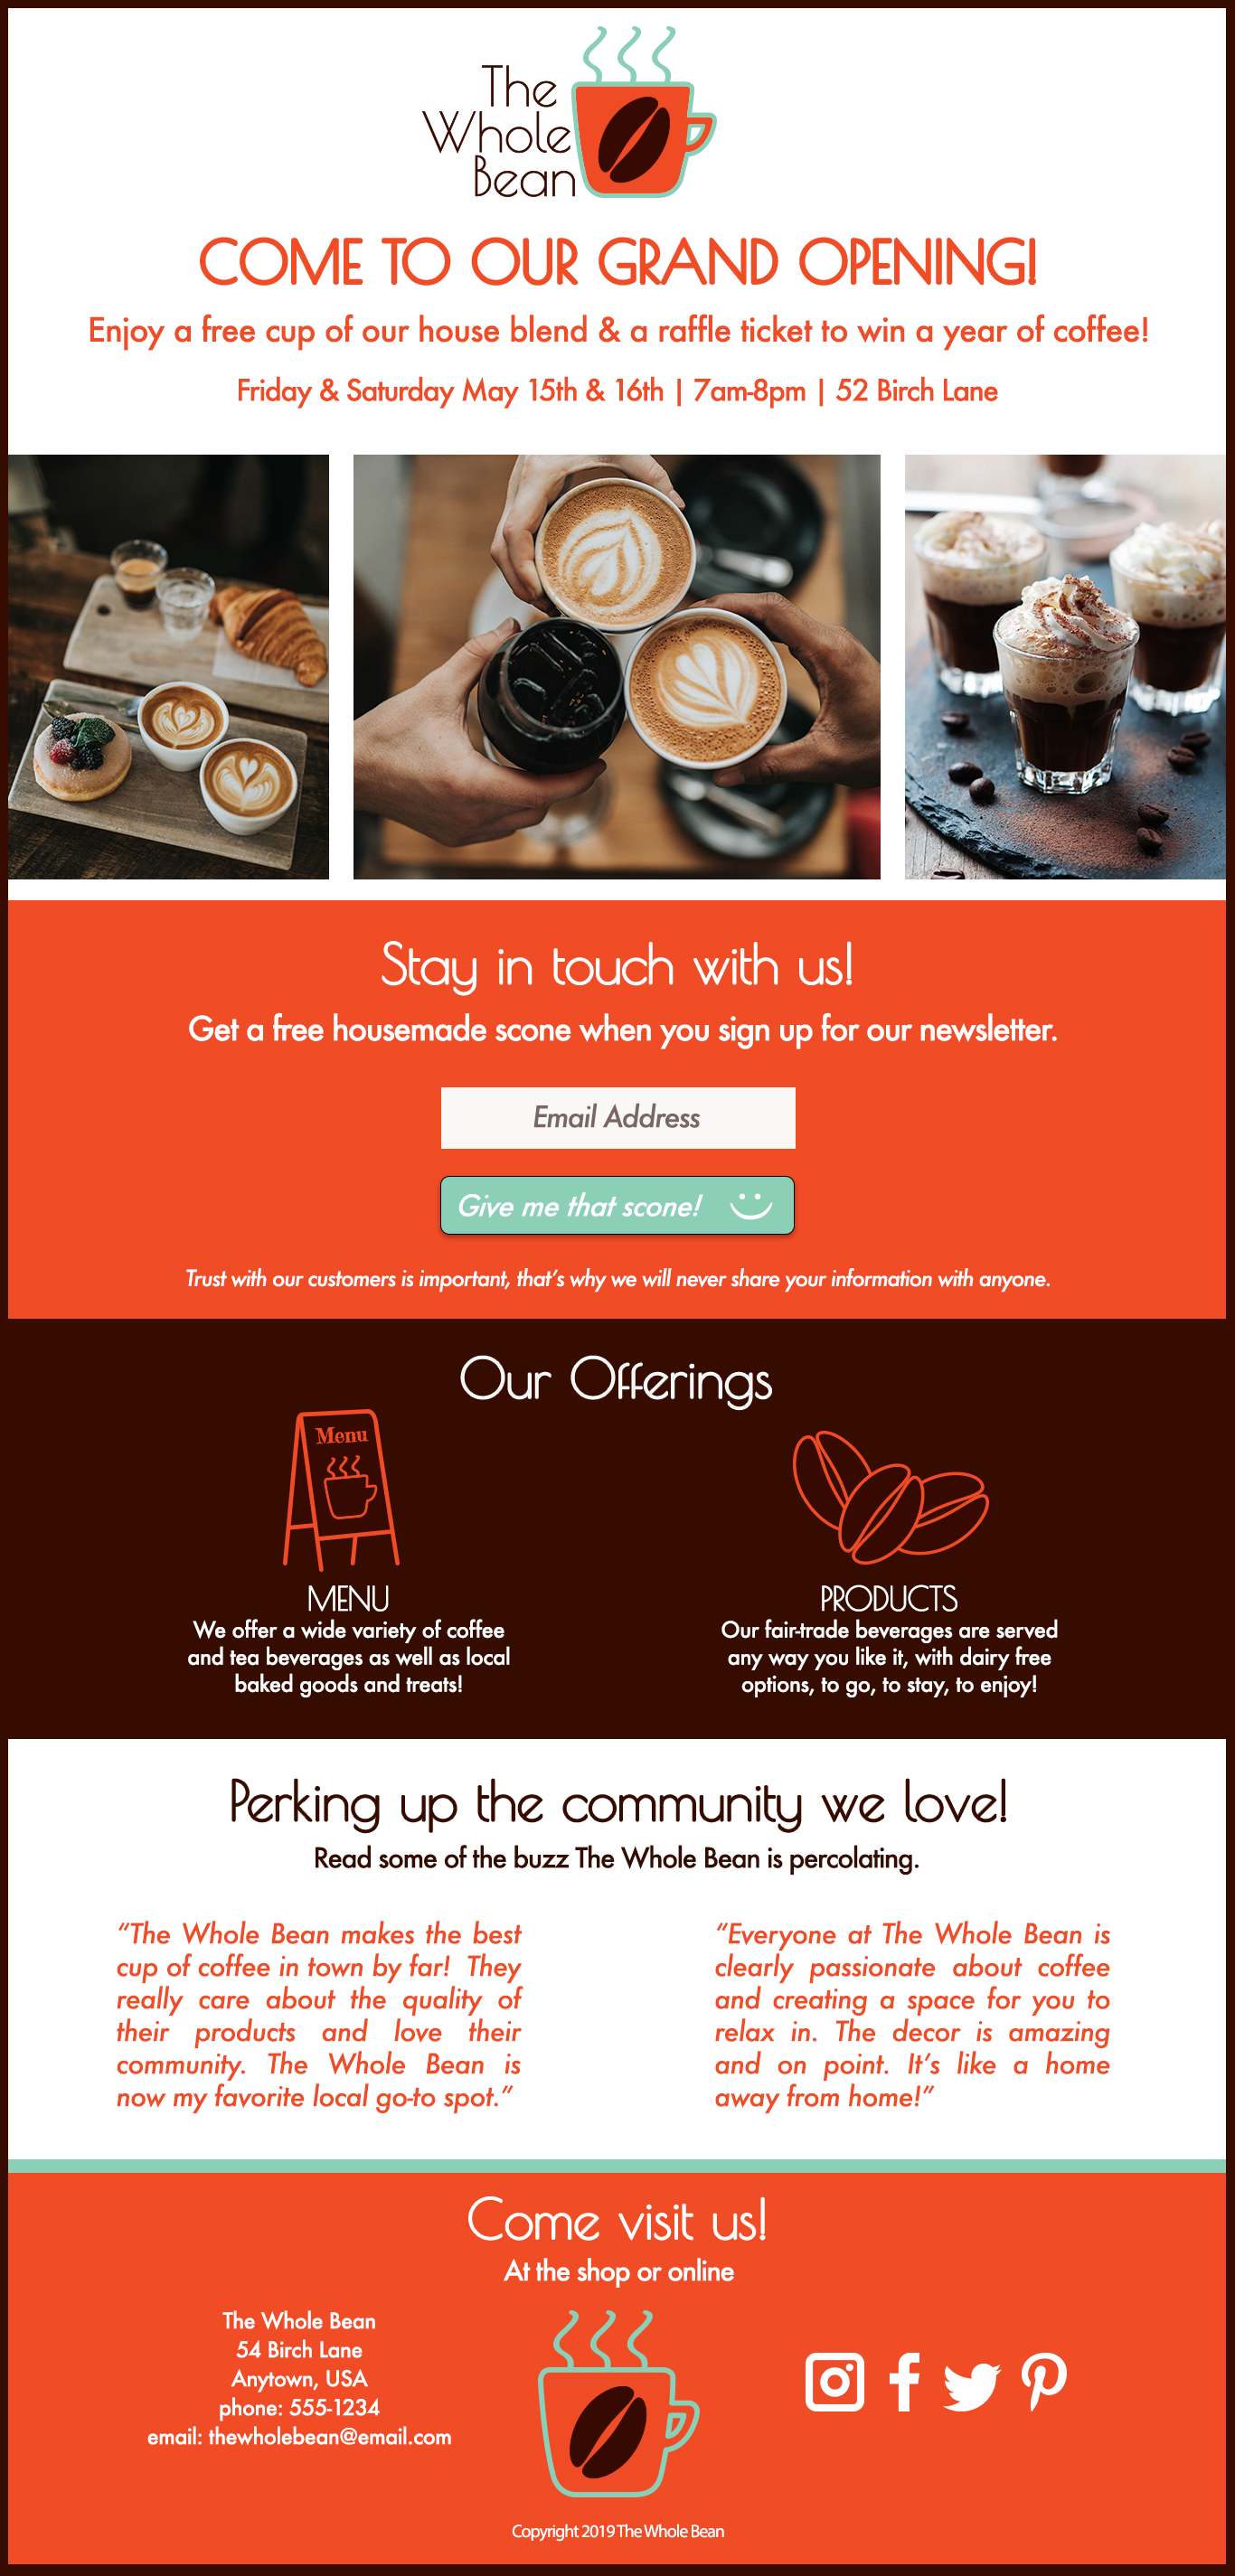 The
Whole
Bean
COME TO OUR GRAND OPENING!
Enjoy a free cup of our house blend & a raffle ticket to win a year of coffee!
Friday & Saturday May 15th & 16th | 7am-8pm | 52 Birch Lane
Stay in touch with us!
Get a free housemade scone when you sign up for our newsletter.
Email Address
Give me that scone!
Trust with our customers is important, that's why we will never share your information with anyone.
Our Offerings
Menu
MENU
We offer a wide variety of coffee
and tea beverages as well as local
baked goods and treats!
PRODUCTS
Our fair-trade beverages are served
any way you like it, with dairy free
options, to go, to stay, to enjoy!
Perking up the community we love!
Read some of the buzz The Whole Bean is percolating.
“The Whole Bean makes the best
cup of coffee in town by far! They
really care about the quality of
their products and love their
community. The Whole Bean is
now my favorite local go-to spot.”
“Everyone at The Whole Bean is
clearly passionate about coffee
and creating a space for you to
relax in. The decor is amazing
and on point. It's like a home
away from home!”
Come visit us!
At the shop or online
The Whole Bean
54 Birch Lane
Anytown, USA
phone: 555-1234
email: thewholebean@email.com
Copyright 2019 The Whole Bean